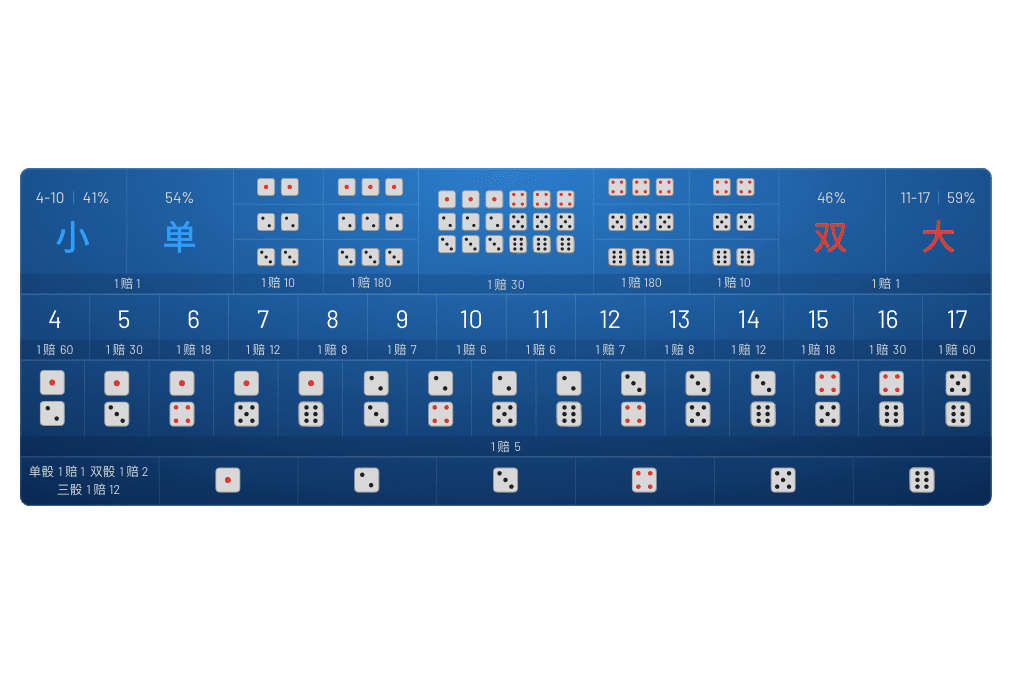 4-10 | 41%
54%
46%
11-17 | 59%
小
单
双
大
1 赔 1
1 赔 10
1 赔 180
1 赔 30
1 赔 180
1 赔 10
1 赔 1
4
5
6
7
8
9
10
11
12
13
14
15
16
17
1 赔 60
1 赔 30
1 赔 18
1 赔 12
1 赔 8
1 赔 7
1 赔 6
1 赔 6
1 赔 7
1 赔 8
1 赔 12
1 赔 18
1 赔 30
1 赔 60
1 赔 5
单骰 1 赔 1 双骰 1 赔 2
三骰 1 赔 12